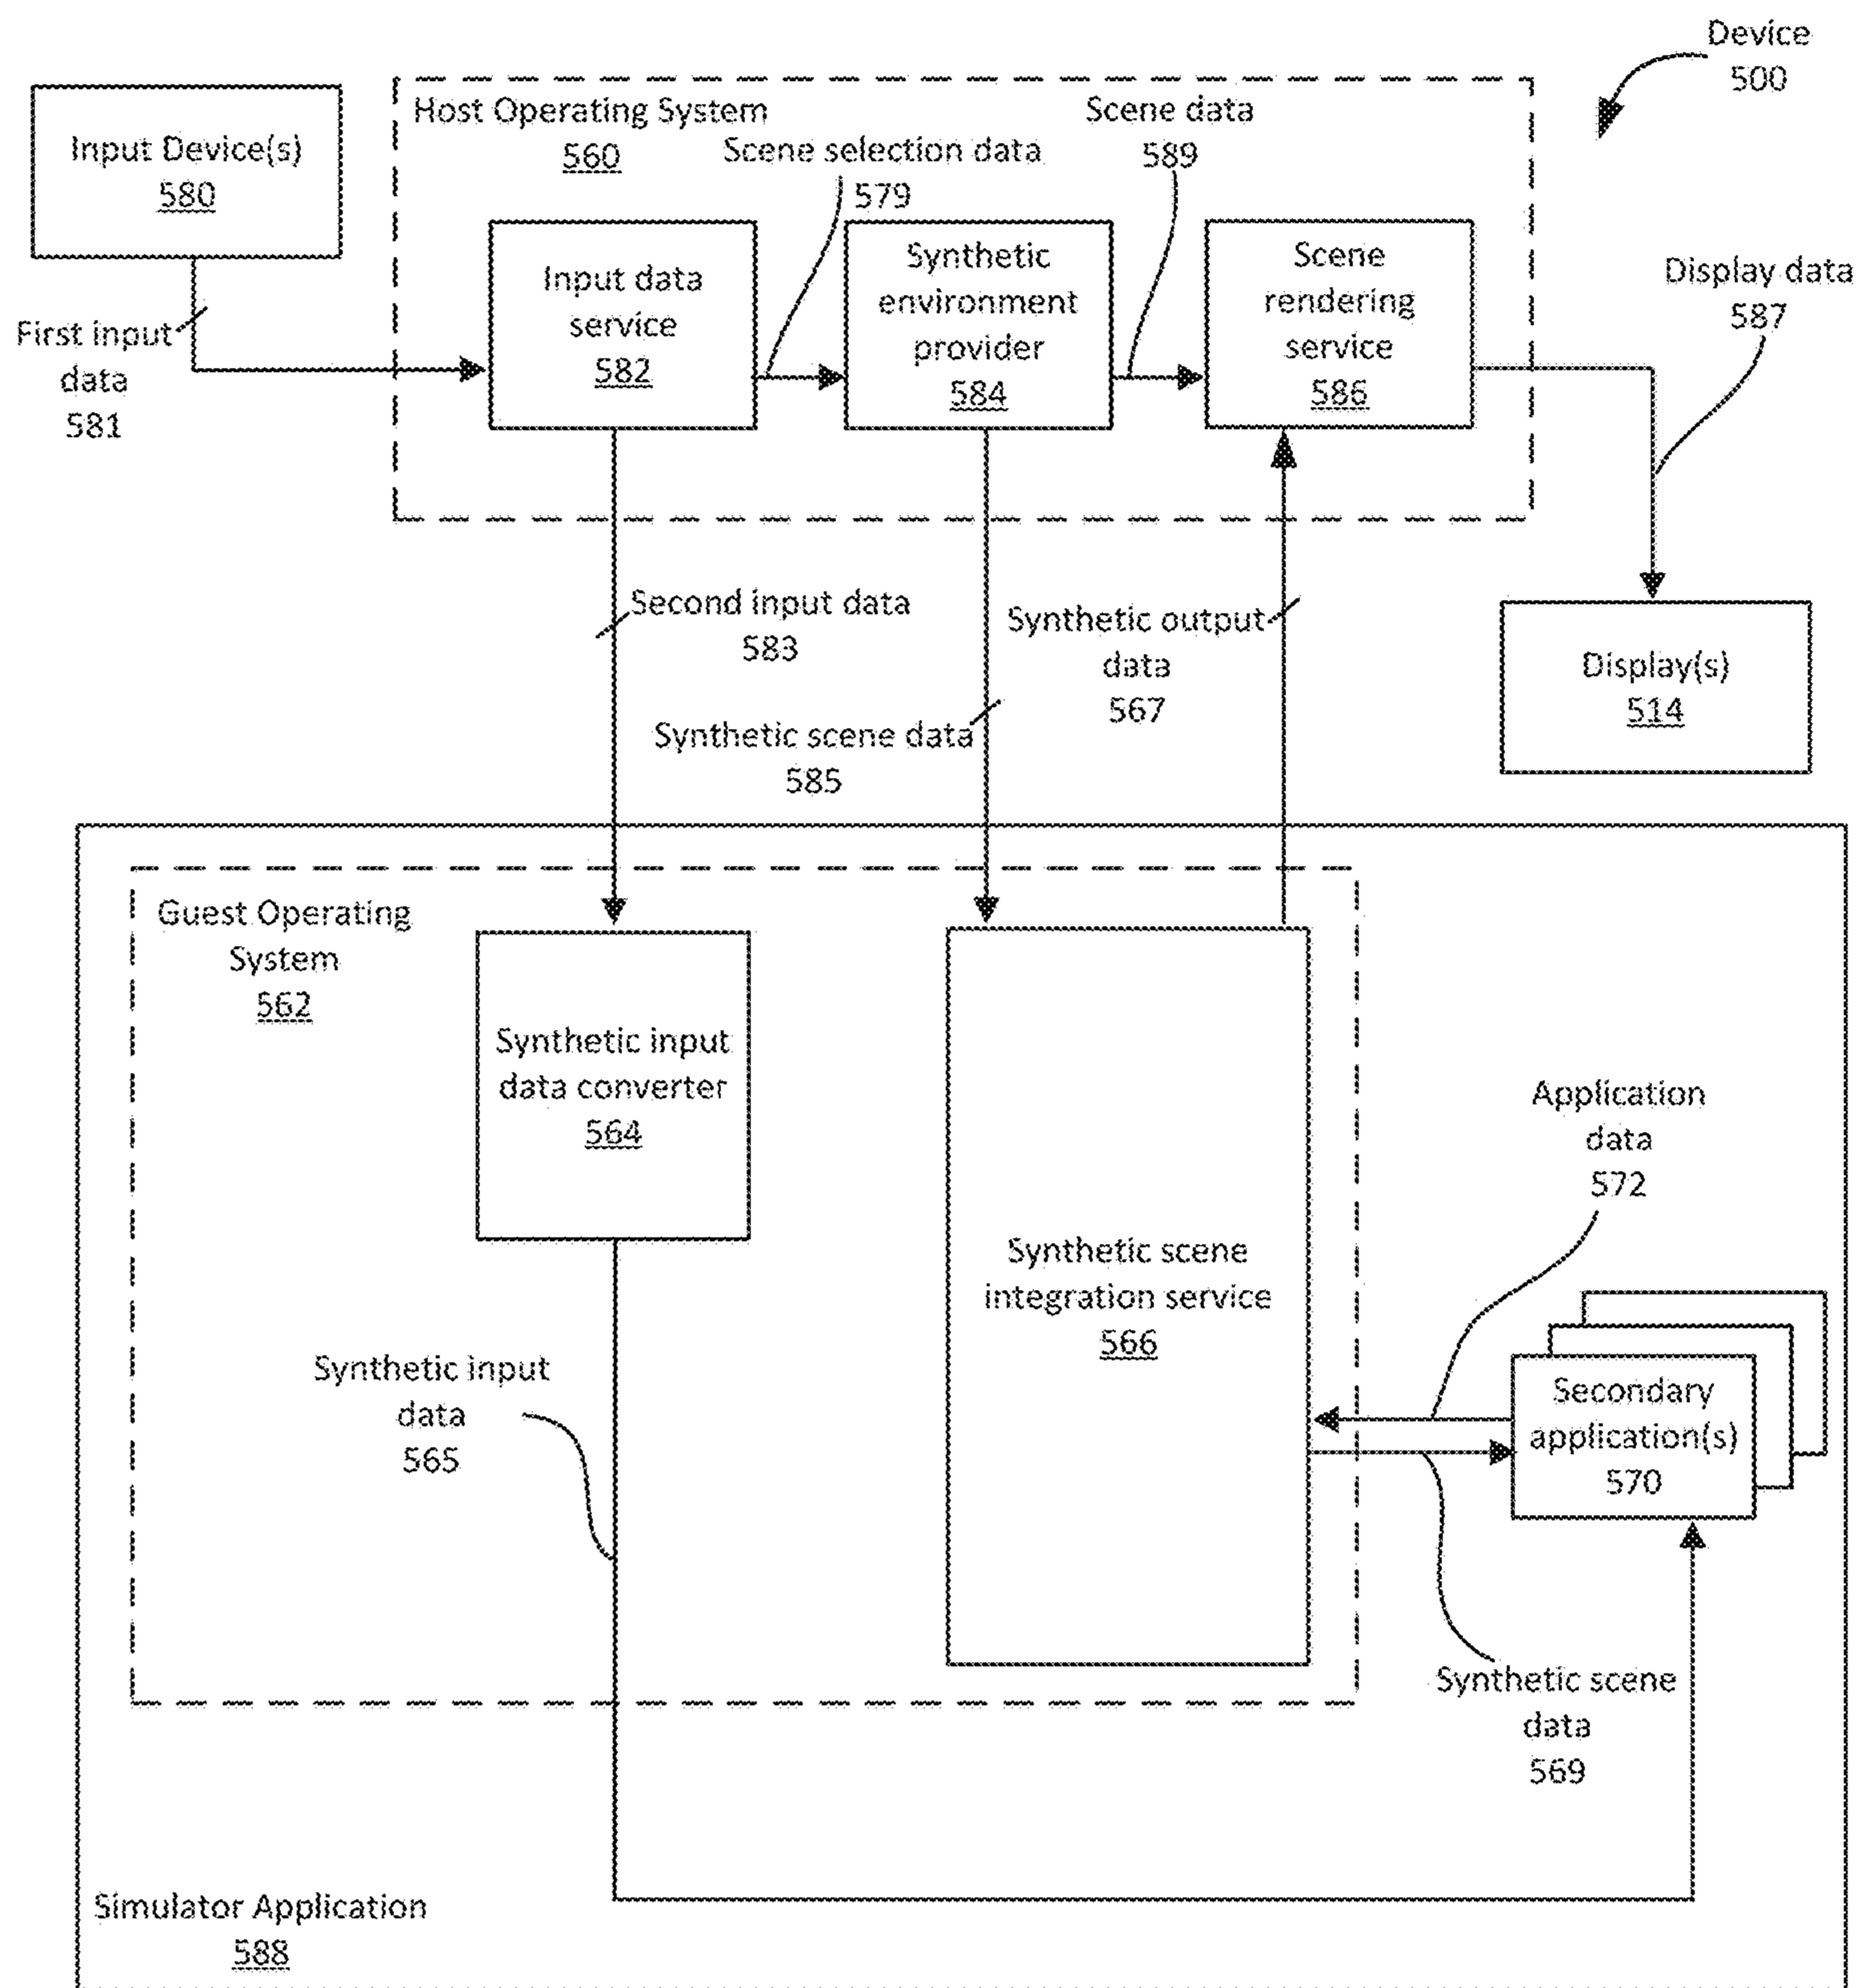 Device
500
Input Device(s)
580
Host Operating System
560
Scene selection data
579
Scene data
589
First input
data
581
Input data
service
582
Synthetic
environment
provider
584
Scene
rendering
service
586
Display data
587
Second input data
583
Synthetic scene data
585
Synthetic output
data
567
Display(s)
514
Guest Operating
System
562
Synthetic input
data converter
564
Synthetic scene
integration service
566
Application
data
572
Synthetic input
data
565
Secondary
application(s)
570
Synthetic scene
data
569
Simulator Application
588